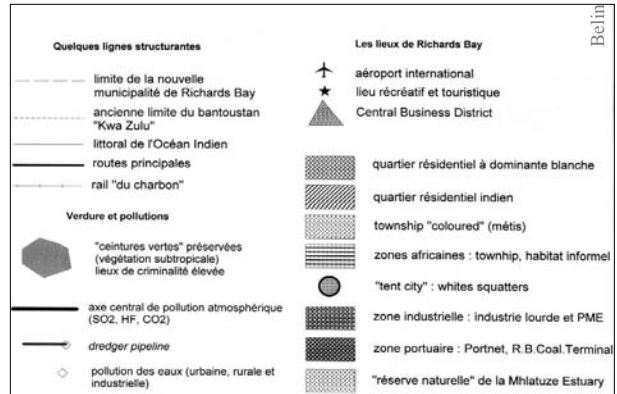 Quelques lignes structurantes
limite de la nouvelle
municipalité de Richards Bay
ancienne limite du bantoustan
"Kwa Zulu"
littoral de l'Océan Indien
routes principales
rail "du charbon"
Verdure et pollutions
"ceintures vertes" préservées
(végétation subtropicale)
lieux de criminalité élevée
axe central de pollution atmosphérique
(SO2, HF, CO2)
dredger pipeline
pollution des eaux (urbaine, rurale et
industrielle)
Les lieux de Richards Bay
aéroport international
lieu récréatif et touristique
Central Business District
quartier résidentiel à dominante blanche
quartier résidentiel indien
township "coloured" (métis)
zones africaines : townhip, habitat informel
"tent city" : whites squatters
zone industrielle : industrie lourde et PME
zone portuaire : Portnet, R.B.Coal.Terminal
"réserve naturelle" de la Mhlatuze Estuary
Belin